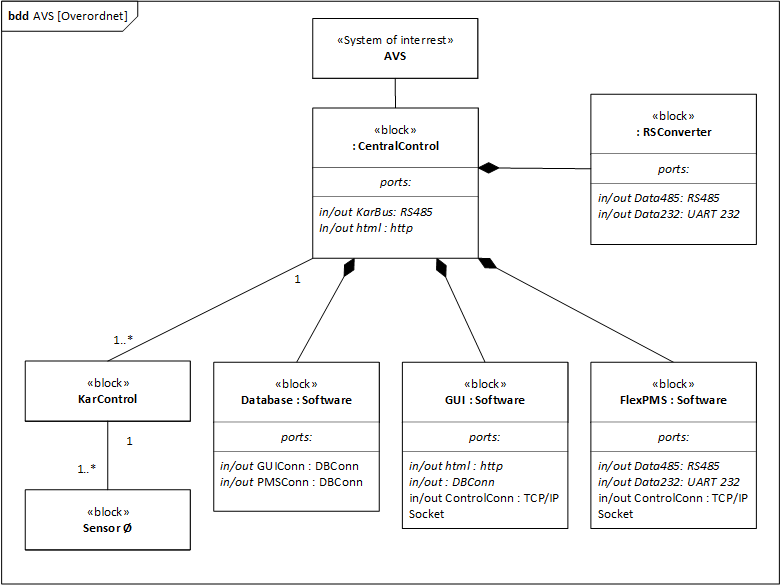 bdd AVS [Overordnet]
«System of interrest»
AVS
«block»
: CentralControl
ports:
in/out KarBus: RS485
In/out html : http
«block»
: RSConverter
ports:
in/out Data485: RS485
in/out Data232: UART 232
1
1..*
«block»
KarControl
1
1..*
«block»
Sensor Ø
«block»
Database : Software
ports:
in/out GUIConn : DBConn
in/out PMSConn : DBConn
«block»
GUI : Software
ports:
in/out html : http
in/out : DBConn
in/out ControlConn : TCP/IP
Socket
«block»
FlexPMS : Software
ports:
in/out Data485: RS485
in/out Data232: UART 232
in/out ControlConn : TCP/IP
Socket